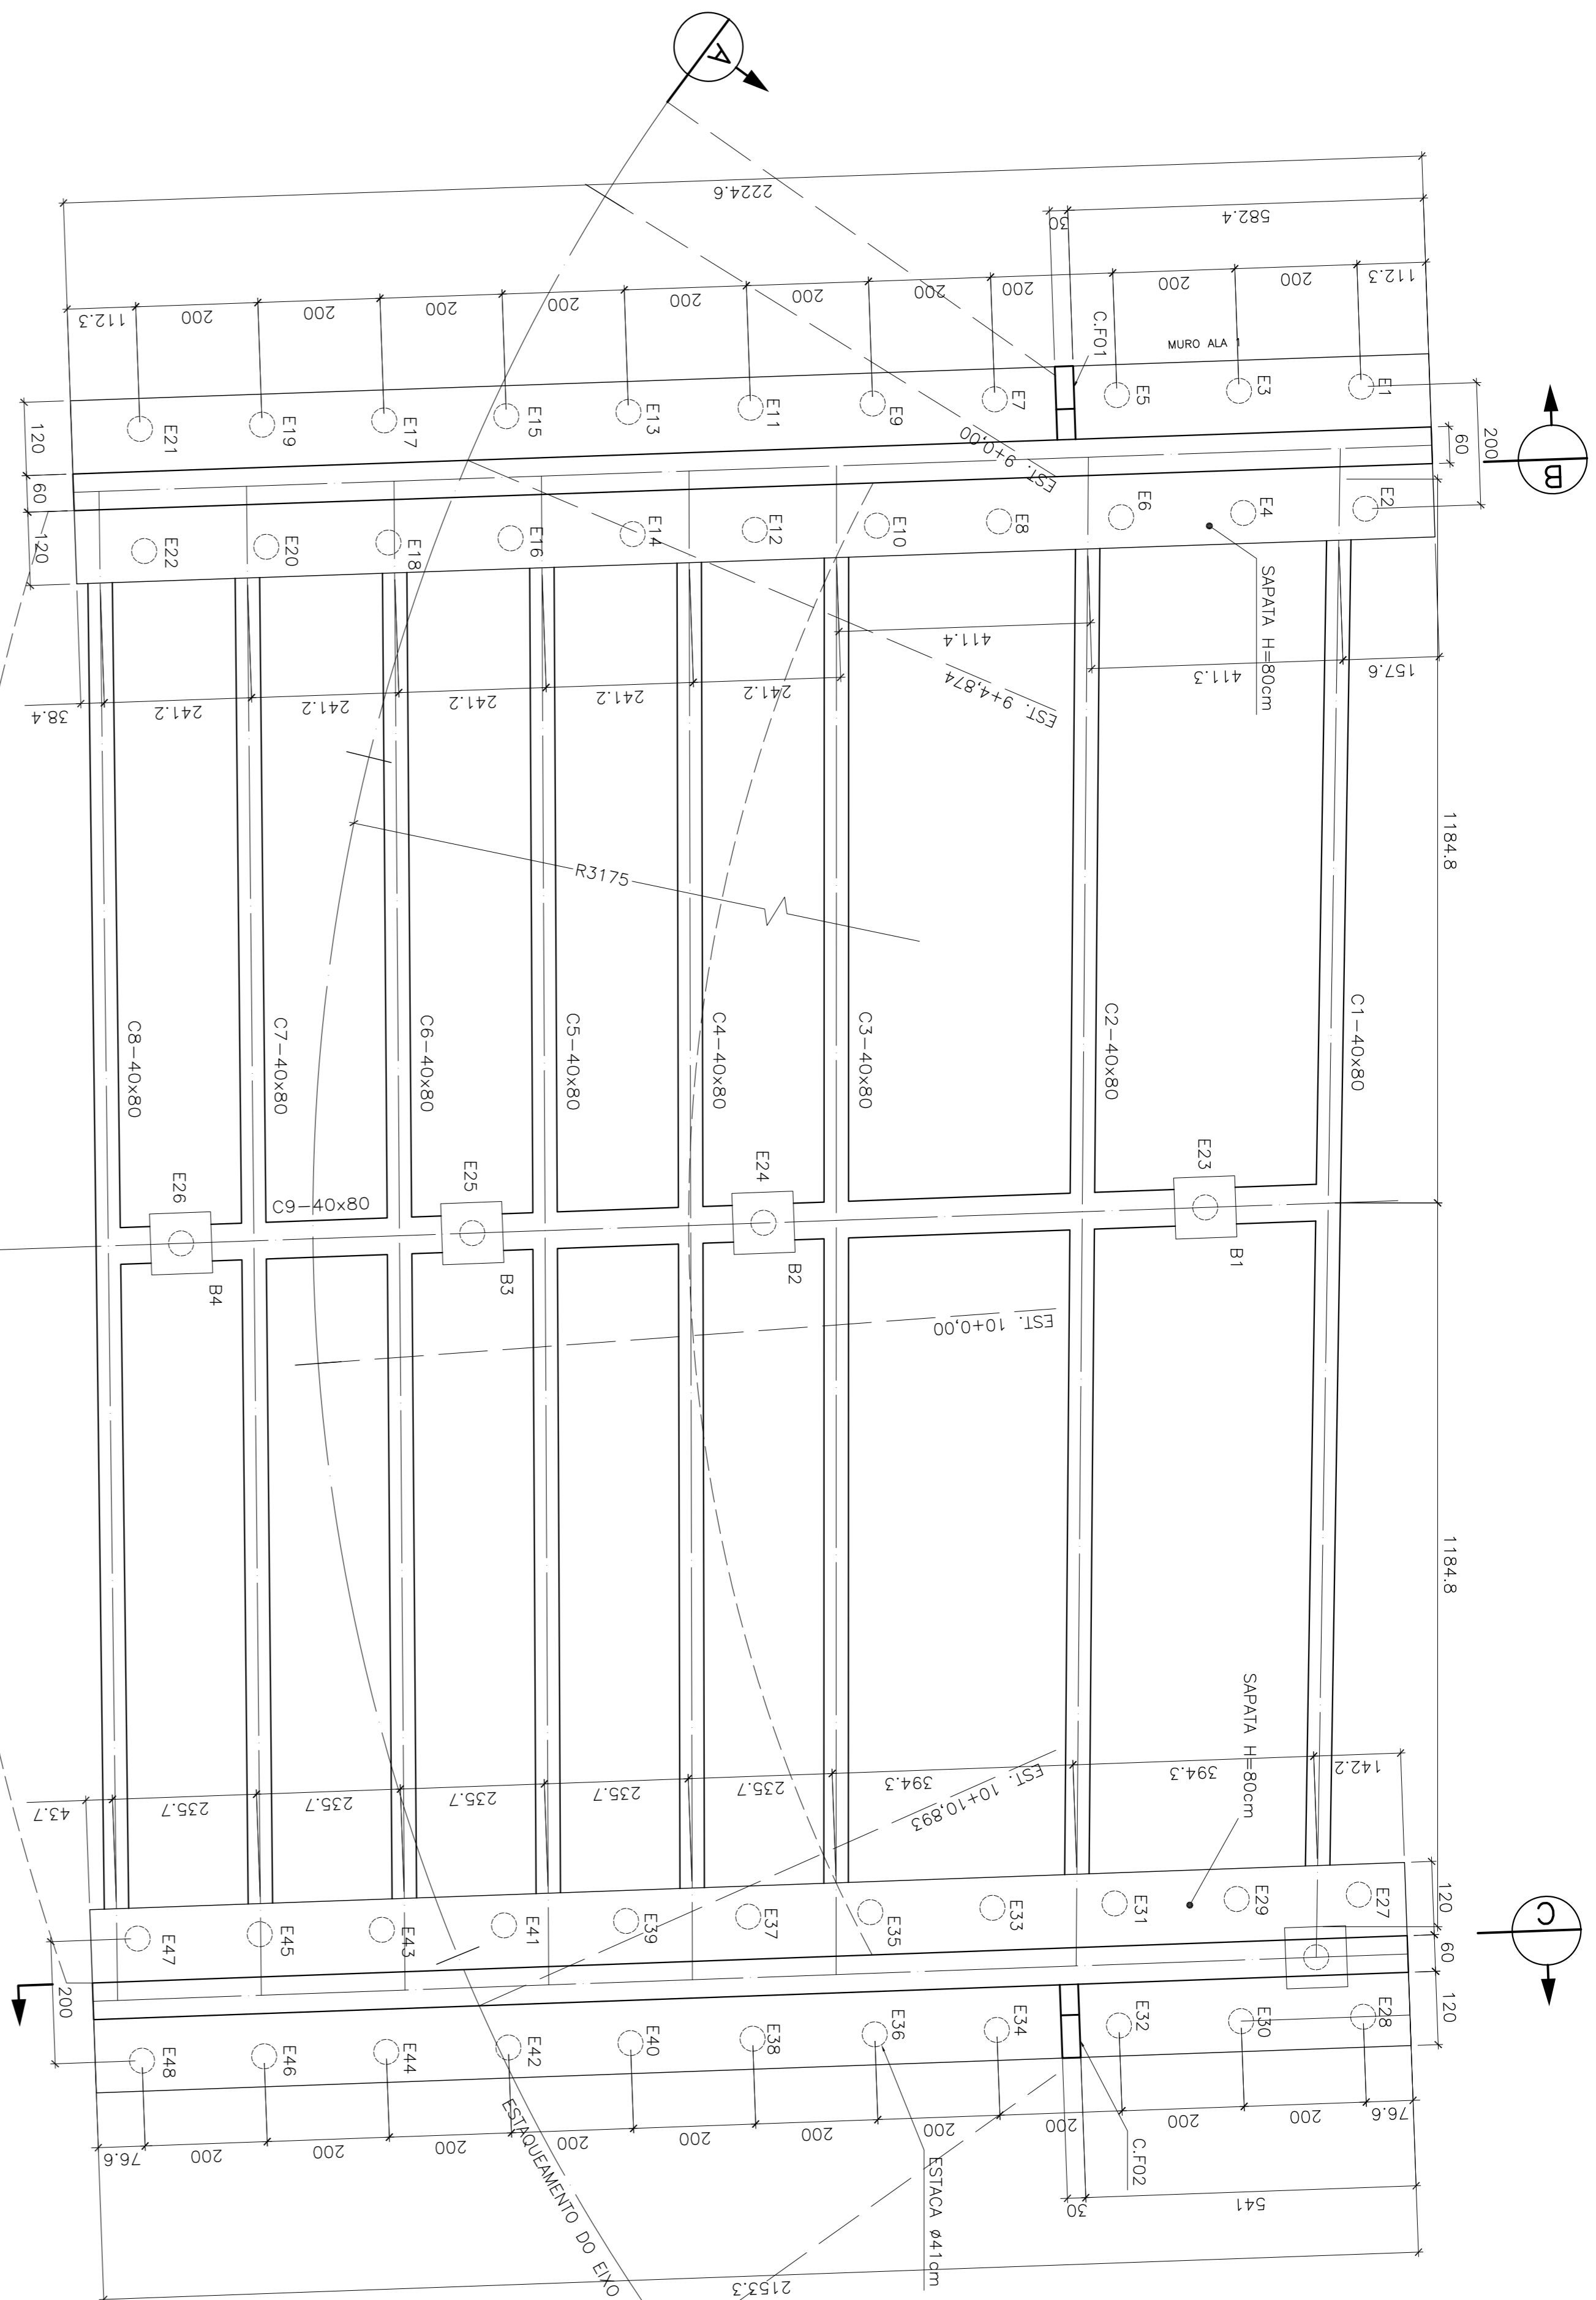 A
2224.6
30
582.4
112.3
200
200
200
200
200
200
200
200
200
200
112.3
C.F01
MURO ALA 1
E21
E19
E17
E15
E13
E11
E9
E7
E5
E3
E1
200
60
B
120
60
120
EST. 9+0,00
E22
E20
E18
E16
E14
E12
E10
E8
E6
E4
E2
SAPATA H=80cm
38.4
241.2
241.2
241.2
241.2
241.2
411.4
411.3
157.6
EST. 9+4,874
1184.8
R3175
C8-40x80
C7-40x80
C6-40x80
C5-40x80
C4-40x80
C3-40x80
C2-40x80
C1-40x80
E26
E25
E24
E23
C9-40x80
B4
B3
B2
B1
EST. 10+0,00
1184.8
SAPATA H=80cm
43.7
235.7
235.7
235.7
235.7
235.7
394.3
394.3
142.2
EST. 10+10,893
E47
E45
E43
E41
E39
E37
E35
E33
E31
E29
E27
120
60
120
C
200
E48
E46
E44
E42
E40
E38
E36
E34
E32
E30
E28
76.6
200
200
200
200
200
200
200
200
200
200
76.6
ESTAQUEAMENTO DO EIXO
ESTACA ø41cm
C.F02
30
541
2153.3